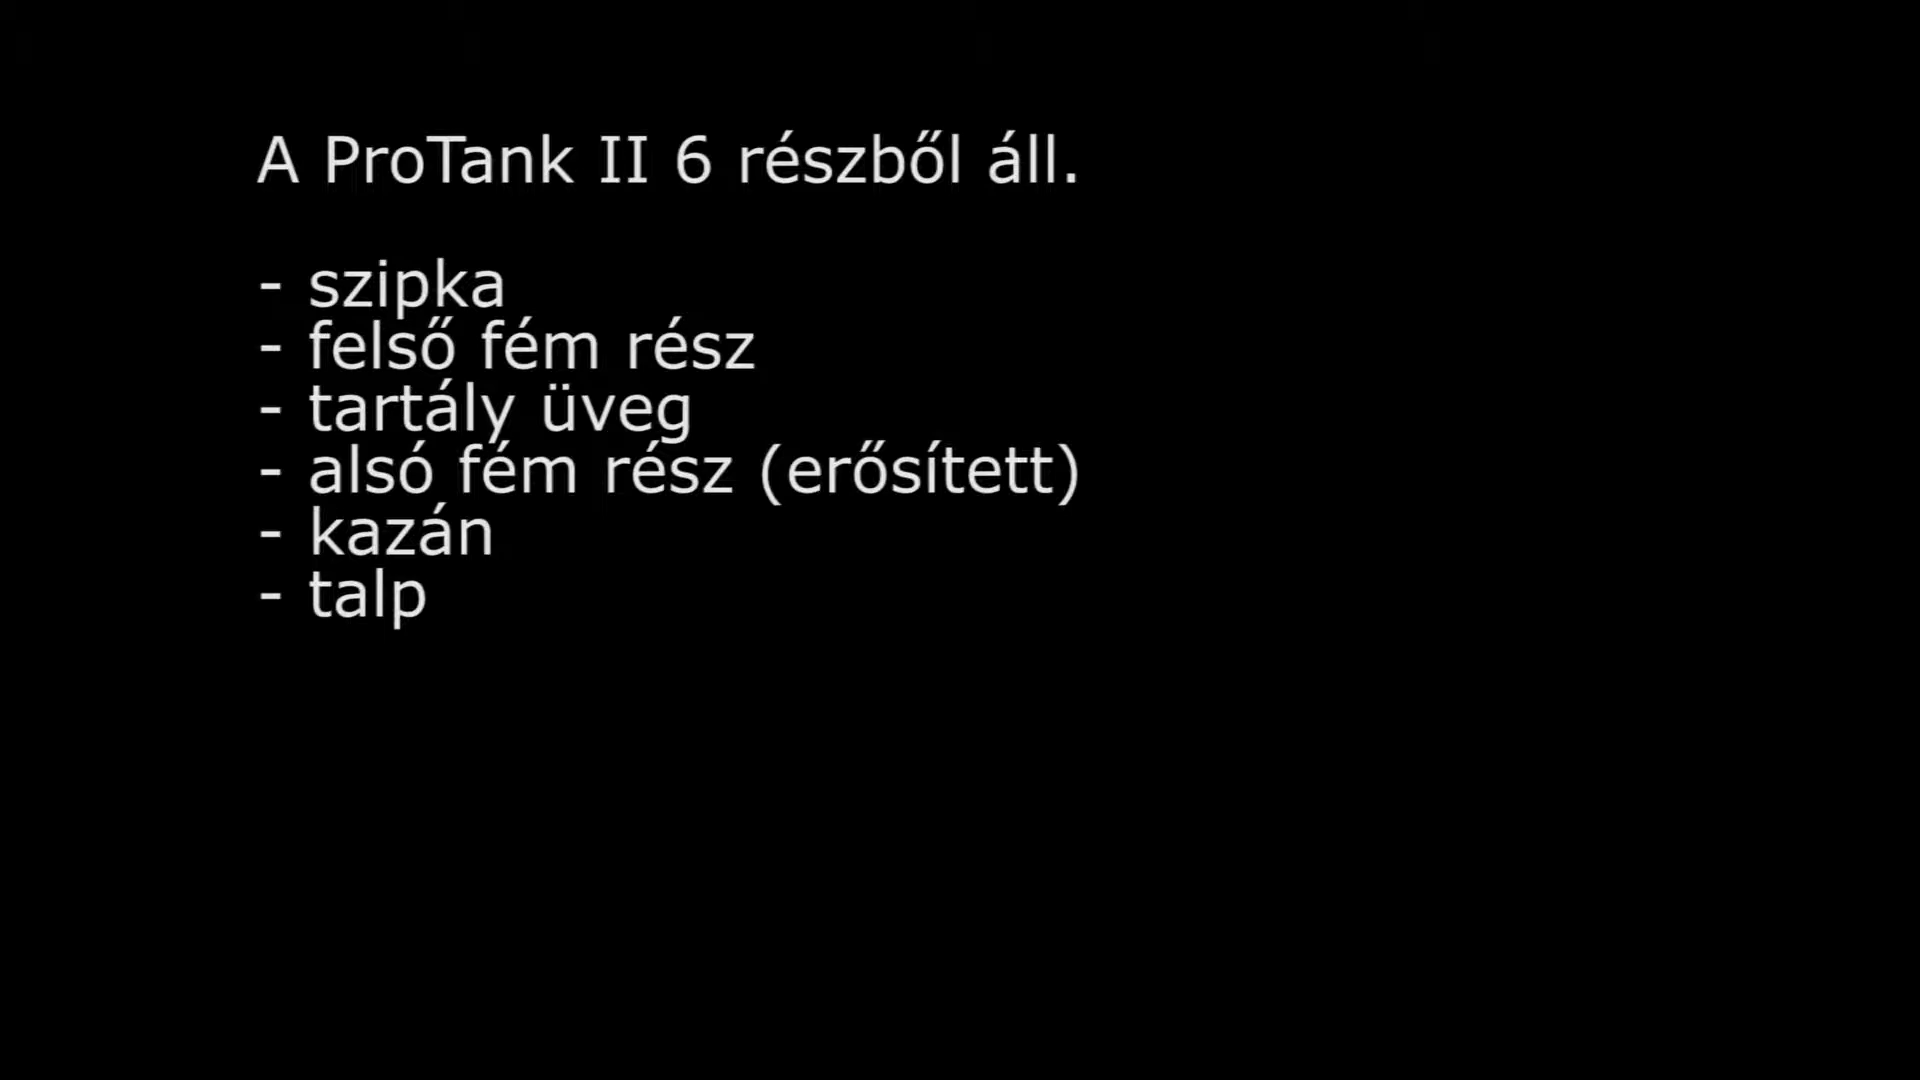 A ProTank II 6 részből áll.
- szipka
- felső fém rész
- tartály üveg
- alsó fém rész (erősített)
- kazán
- talp